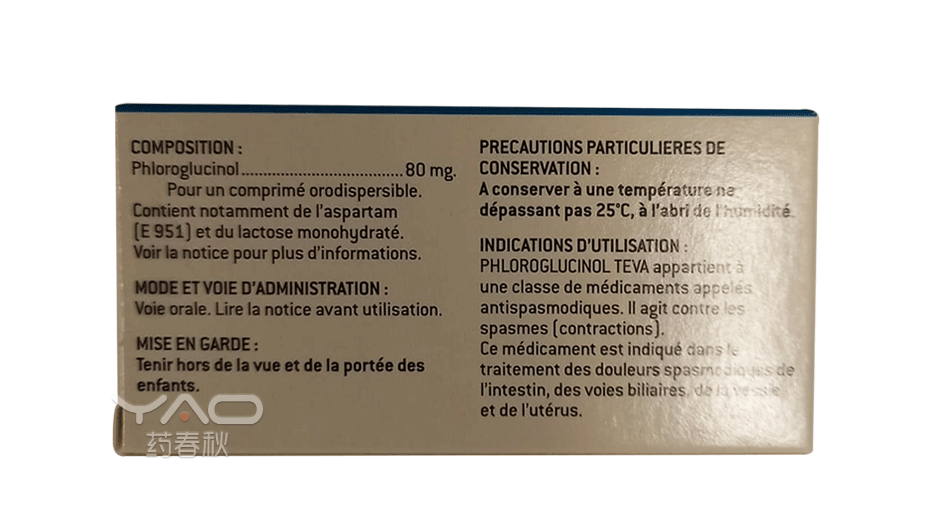 COMPOSITION :
Phloroglucinol....................................80 mg.
Pour un comprimé orodispersible.
Contient notamment de l'aspartam
(E 951) et du lactose monohydraté.
Voir la notice pour plus d'informations.
MODE ET VOIE D'ADMINISTRATION :
Voie orale. Lire la notice avant utilisation.
MISE EN GARDE :
Tenir hors de la vue et de la portée des
enfants.
PRECAUTIONS PARTICULIERES DE
CONSERVATION :
A conserver à une température ne
dépassant pas 25°C, à l'abri de l'humidité.
INDICATIONS D'UTILISATION :
PHLOROGLUCINOL TEVA appartient à
une classe de médicaments appelés
antispasmodiques. Il agit contre les
spasmes (contractions).
Ce médicament est indiqué dans le
traitement des douleurs spasmodiques de
l'intestin, des voies biliaires, de la vessie
et de l'utérus.
YAO
药春秋